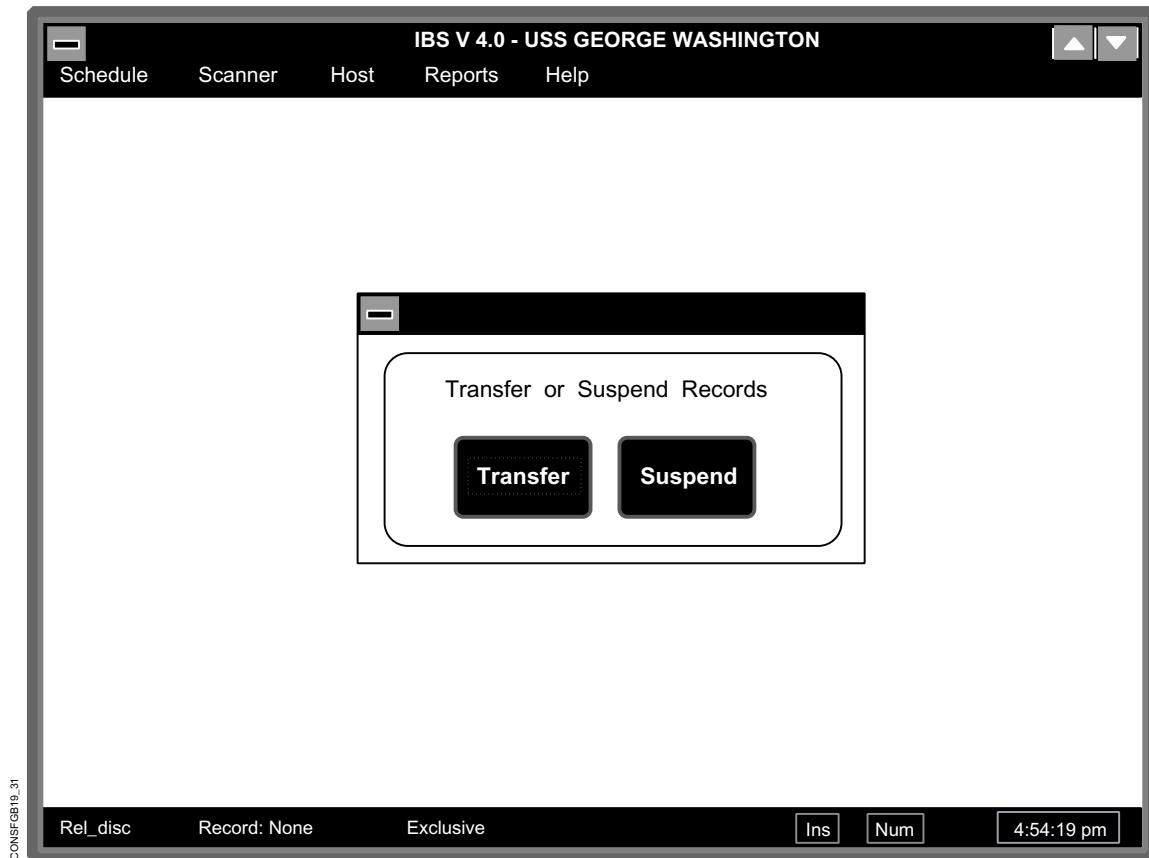 IBS V 4.0 - USS GEORGE WASHINGTON
Schedule Scanner Host Reports Help
Transfer or Suspend Records
Transfer Suspend
Rel_disc Record: None Exclusive Ins Num 4:54:19 pm
CONSFGB19_31